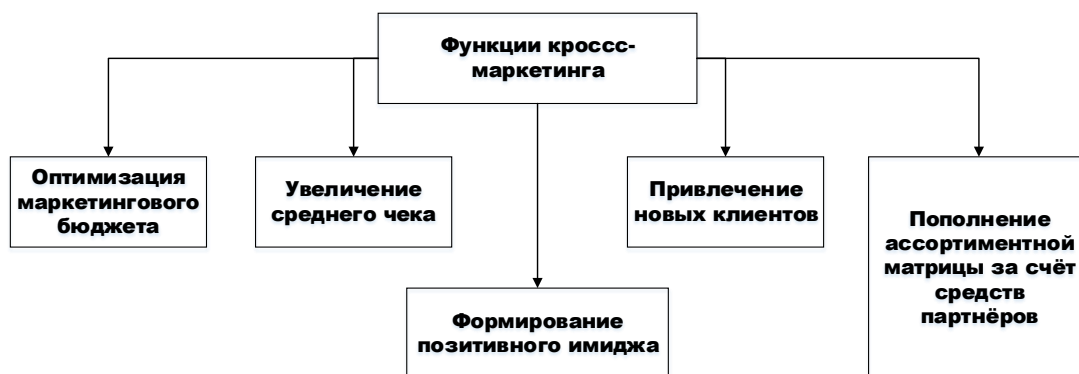 Функции кроссс-
маркетинга
Оптимизация
маркетингового
бюджета
Увеличение
среднего чека
Формирование
позитивного имиджа
Привлечение
новых клиентов
Пополнение
ассортиментной
матрицы за счёт
средств
партнёров